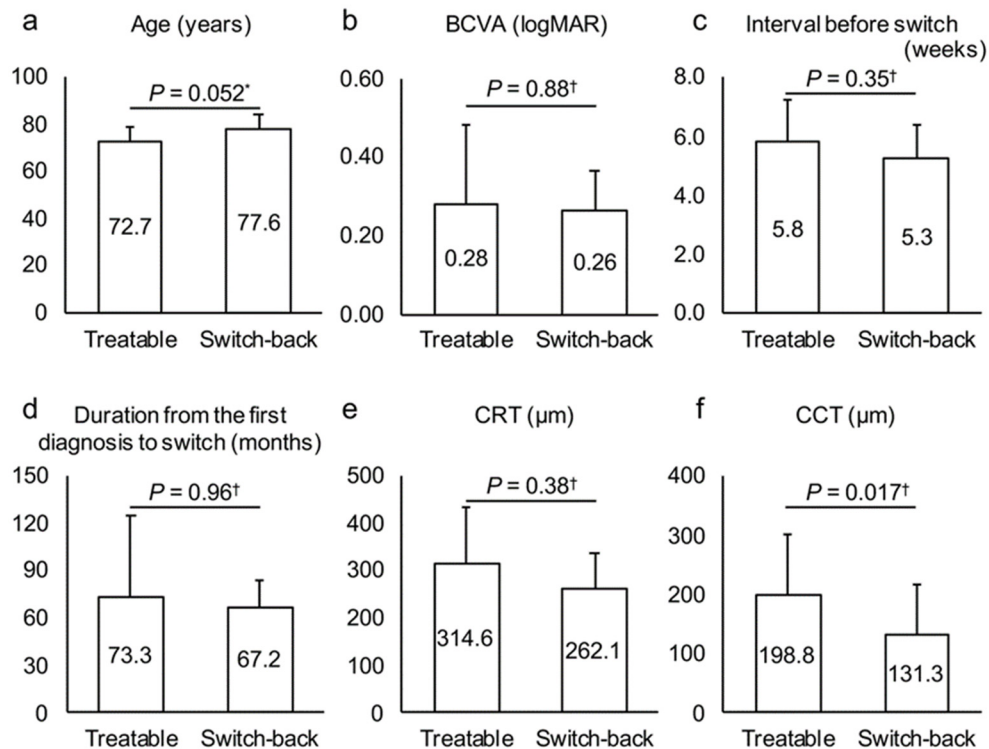 a
Age (years)
100
80
60
40
20
0
P = 0.052*
72.7
77.6
Treatable
Switch-back
b
BCVA (logMAR)
0.60
0.40
0.20
0.00
P = 0.88†
0.28
0.26
Treatable
Switch-back
c
Interval before switch
(weeks)
8.0
6.0
4.0
2.0
0.0
P = 0.35†
5.8
5.3
Treatable
Switch-back
d
Duration from the first
diagnosis to switch (months)
150
120
90
60
30
0
P = 0.96†
73.3
67.2
Treatable
Switch-back
e
CRT (μm)
500
400
300
200
100
0
P = 0.38†
314.6
262.1
Treatable
Switch-back
f
CCT (μm)
400
300
200
100
0
P = 0.017†
198.8
131.3
Treatable
Switch-back